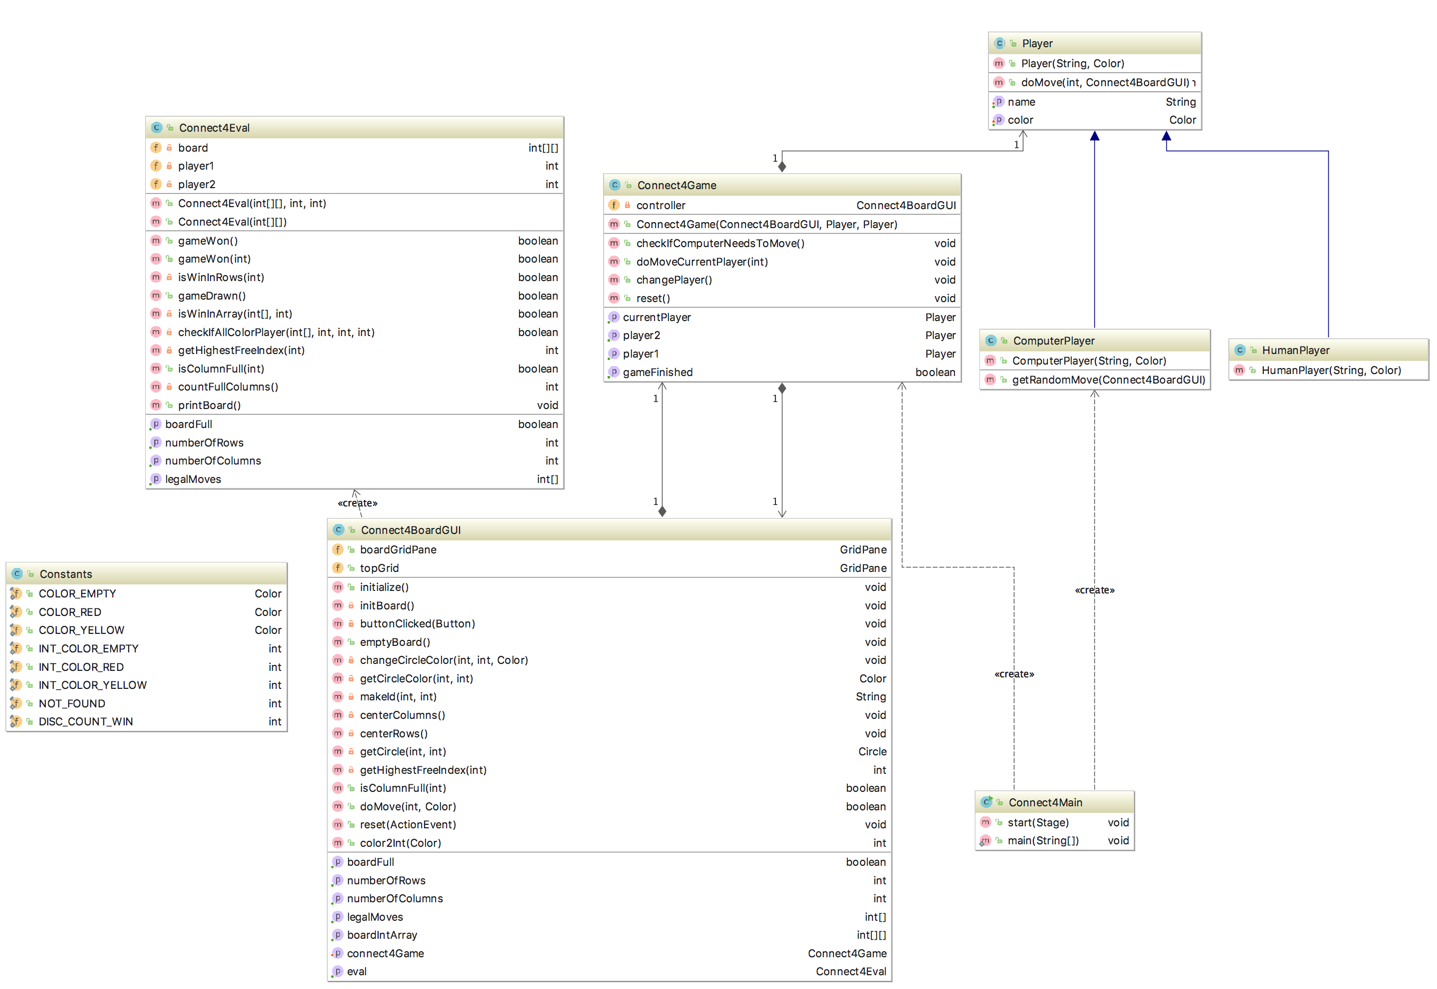 Player
Player(String, Color)
doMove(int, Connect4BoardGUI)
name String
color Color
1
1
Connect4Eval
board int[][]
player1 int
player2 int
Connect4Eval(int[][], int, int)
Connect4Eval(int[][])
gameWon() boolean
gameWon(int) boolean
isWinInRows(int) boolean
gameDrawn() boolean
isWinInArray(int[], int) boolean
checkIfAllColorPlayer(int[], int, int, int) boolean
getHighestFreeIndex(int) int
isColumnFull(int) boolean
countFullColumns() int
printBoard() void
boardFull boolean
numberOfRows int
numberOfColumns int
legalMoves int[]
Connect4Game
controller Connect4BoardGUI
Connect4Game(Connect4BoardGUI, Player, Player)
checkIfComputerNeedsToMove() void
doMoveCurrentPlayer(int) void
changePlayer() void
reset() void
currentPlayer Player
player2 Player
player1 Player
gameFinished boolean
ComputerPlayer
ComputerPlayer(String, Color)
getRandomMove(Connect4BoardGUI)
HumanPlayer
HumanPlayer(String, Color)
1
1
1
1
«create»
Connect4BoardGUI
boardGridPane GridPane
topGrid GridPane
initialize() void
initBoard() void
buttonClicked(Button) void
emptyBoard() void
changeCircleColor(int, int, Color) void
getCircleColor(int, int) Color
makeId(int, int) String
centerColumns() void
centerRows() void
getCircle(int, int) Circle
getHighestFreeIndex(int) int
isColumnFull(int) boolean
doMove(int, Color) boolean
reset(ActionEvent) void
color2Int(Color) int
boardFull boolean
numberOfRows int
numberOfColumns int
legalMoves int[]
boardIntArray int[][]
connect4Game Connect4Game
eval Connect4Eval
Constants
COLOR_EMPTY Color
COLOR_RED Color
COLOR_YELLOW Color
INT_COLOR_EMPTY int
INT_COLOR_RED int
INT_COLOR_YELLOW int
NOT_FOUND int
DISC_COUNT_WIN int
«create»
«create»
Connect4Main
start(Stage) void
main(String[]) void